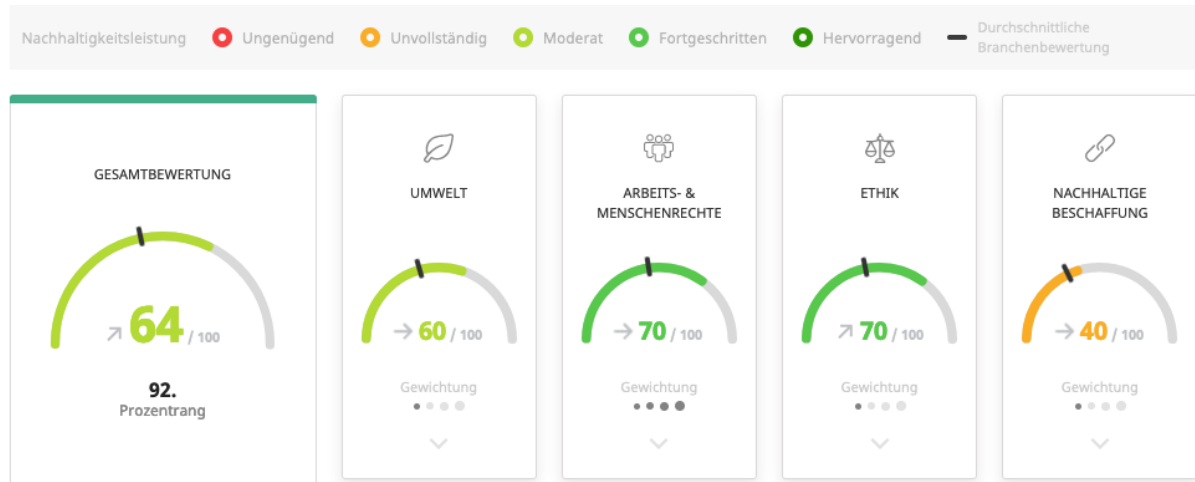 Nachhaltigkeitsleistung Ungenügend Unvollständig Moderat Fortgeschritten Hervorragend Durchschnittliche
Branchenbewertung
GESAMTBEWERTUNG
64 / 100
92.
Prozentrang
UMWELT
60 / 100
Gewichtung
ARBEITS- &
MENSCHENRECHTE
70 / 100
Gewichtung
ETHIK
70 / 100
Gewichtung
NACHHALTIGE
BESCHAFFUNG
40 / 100
Gewichtung